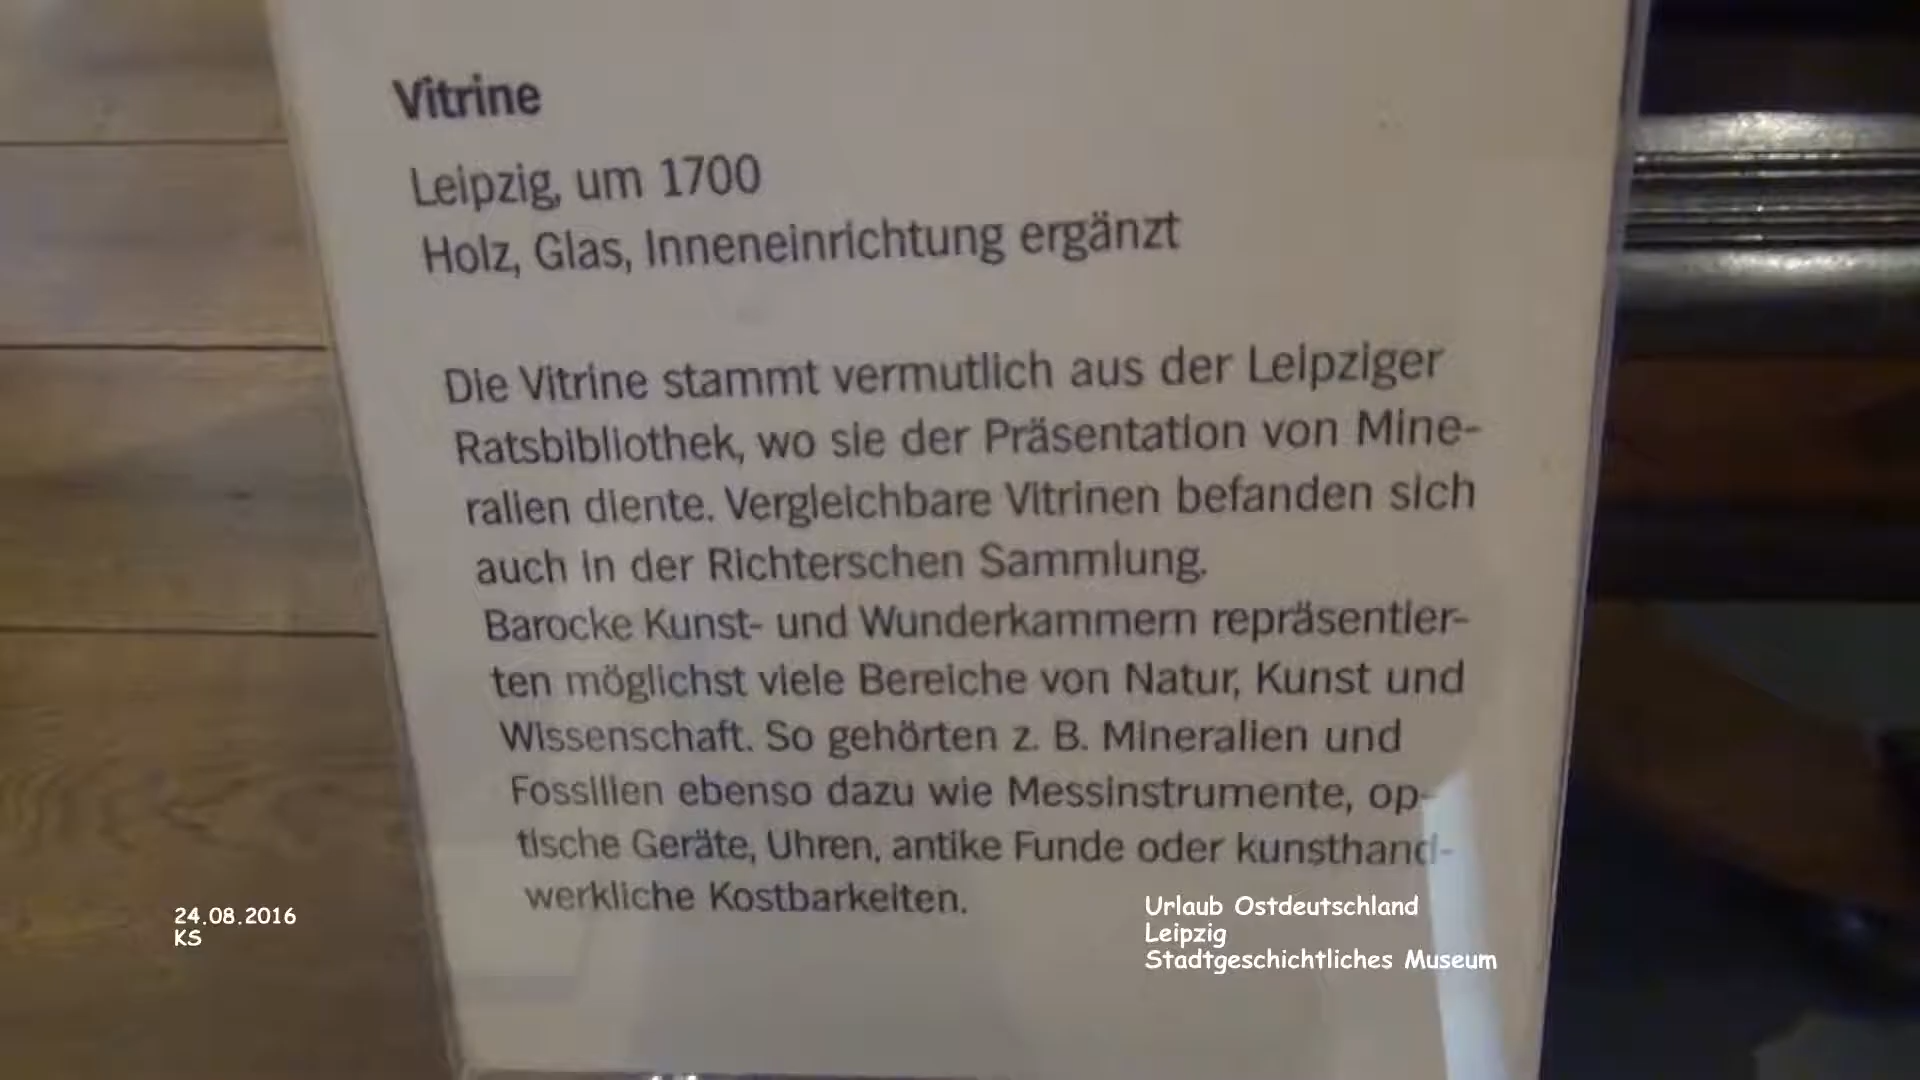 Vitrine
Leipzig, um 1700
Holz, Glas, Inneneinrichtung ergänzt
Die Vitrine stammt vermutlich aus der Leipziger
Ratsbibliothek, wo sie der Präsentation von Mine-
ralien diente. Vergleichbare Vitrinen befanden sich
auch in der Richterschen Sammlung.
Barocke Kunst- und Wunderkammern repräsentier-
ten möglichst viele Bereiche von Natur, Kunst und
Wissenschaft. So gehörten z. B. Mineralien und
Fossilien ebenso dazu wie Messinstrumente, op-
tische Geräte, Uhren, antike Funde oder kunsthand-
werkliche Kostbarkeiten.
24.08.2016
KS
Urlaub Ostdeutschland
Leipzig
Stadtgeschichtliches Museum